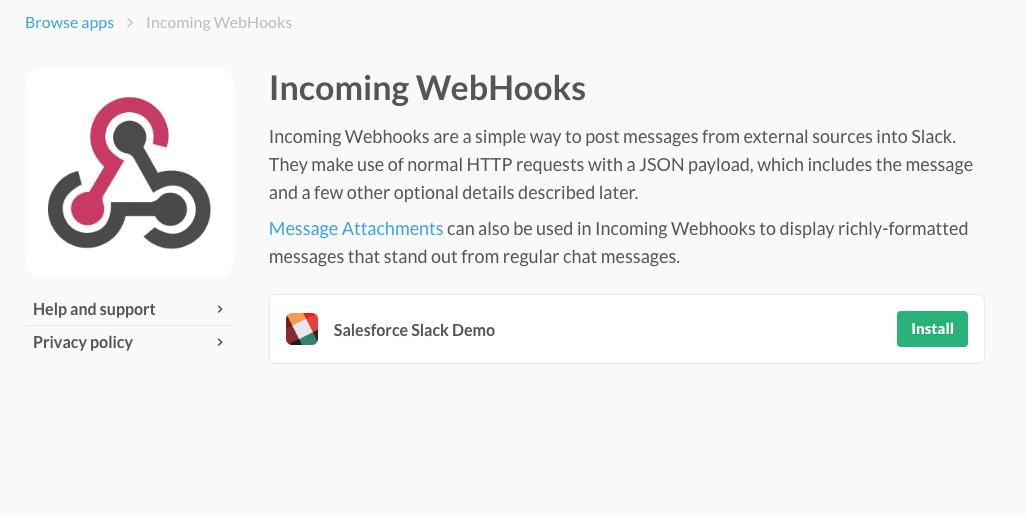 Browse apps > Incoming WebHooks
Incoming WebHooks
Incoming Webhooks are a simple way to post messages from external sources into Slack.
They make use of normal HTTP requests with a JSON payload, which includes the message
and a few other optional details described later.
Message Attachments can also be used in Incoming Webhooks to display richly-formatted
messages that stand out from regular chat messages.
Help and support
Privacy policy
Salesforce Slack Demo
Install